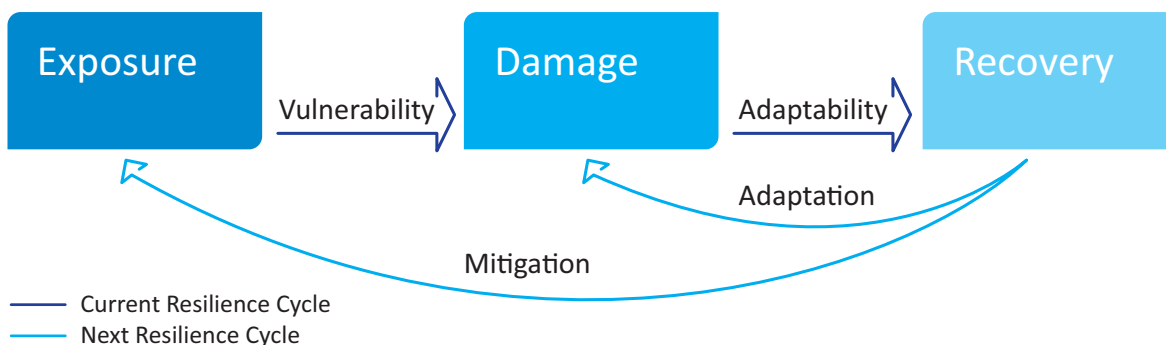 Exposure
Damage
Recovery
Vulnerability
Adaptability
Adaptation
Mitigation
Current Resilience Cycle
Next Resilience Cycle